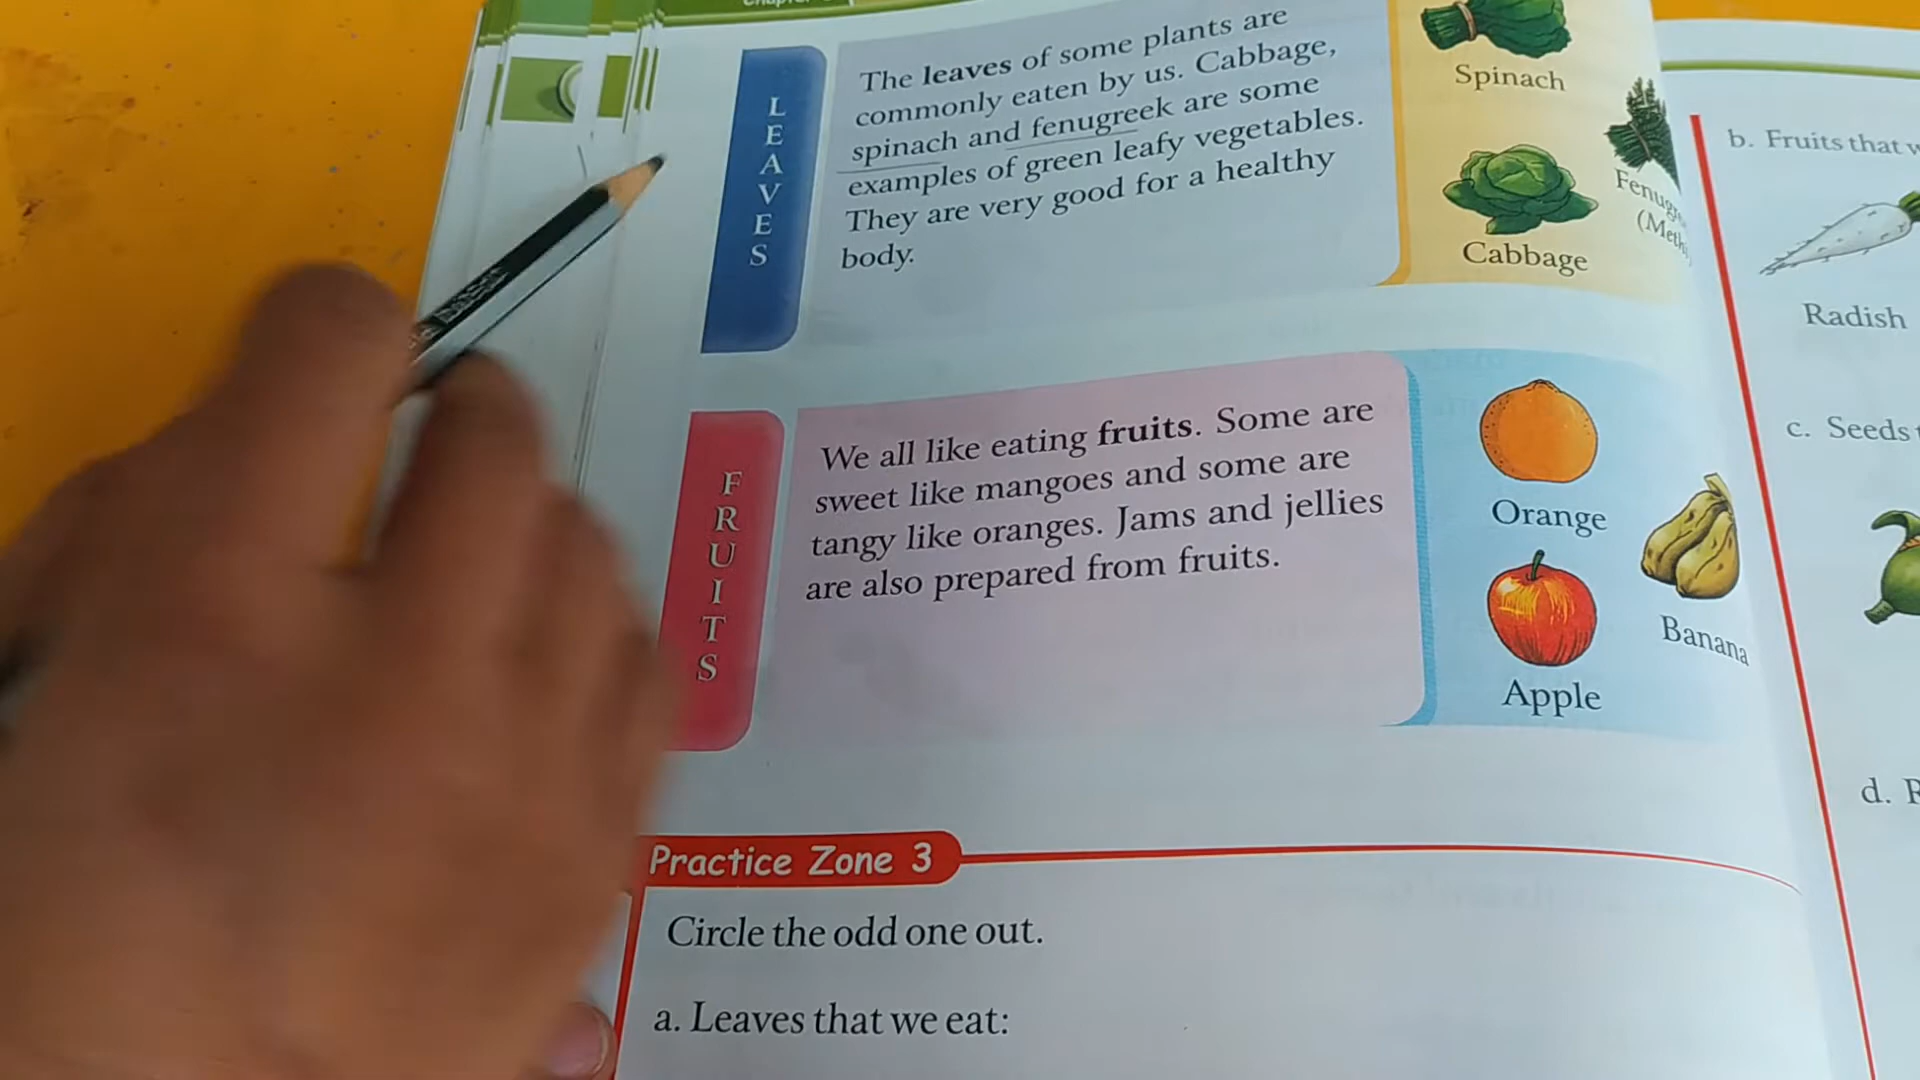 LEAVES
The leaves of some plants are
commonly eaten by us. Cabbage,
spinach and fenugreek are some
examples of green leafy vegetables.
They are very good for a healthy
body.
Spinach
Cabbage
FRUITS
We all like eating fruits. Some are
sweet like mangoes and some are
tangy like oranges. Jams and jellies
are also prepared from fruits.
Orange
Banana
Apple
Practice Zone 3
Circle the odd one out.
a. Leaves that we eat:
b. Fruits that
Radish
c. Seeds
d.